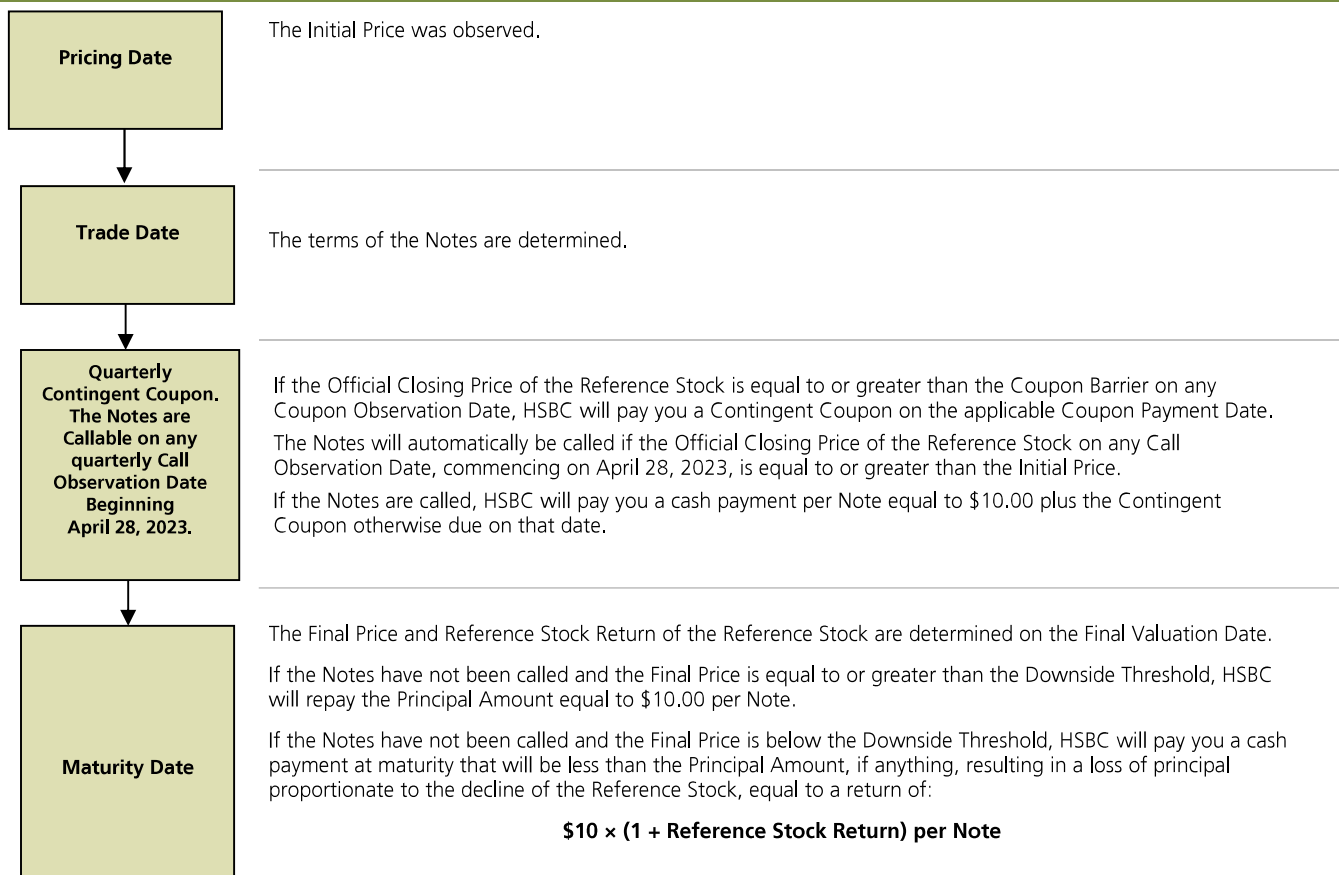 Pricing Date
The Initial Price was observed.
Trade Date
The terms of the Notes are determined.
Quarterly
Contingent Coupon.
The Notes are
Callable on any
quarterly Call
Observation Date
Beginning
April 28, 2023.
If the Official Closing Price of the Reference Stock is equal to or greater than the Coupon Barrier on any
Coupon Observation Date, HSBC will pay you a Contingent Coupon on the applicable Coupon Payment Date.
The Notes will automatically be called if the Official Closing Price of the Reference Stock on any Call
Observation Date, commencing on April 28, 2023, is equal to or greater than the Initial Price.
If the Notes are called, HSBC will pay you a cash payment per Note equal to $10.00 plus the Contingent
Coupon otherwise due on that date.
Maturity Date
The Final Price and Reference Stock Return of the Reference Stock are determined on the Final Valuation Date.
If the Notes have not been called and the Final Price is equal to or greater than the Downside Threshold, HSBC
will repay the Principal Amount equal to $10.00 per Note.
If the Notes have not been called and the Final Price is below the Downside Threshold, HSBC will pay you a cash
payment at maturity that will be less than the Principal Amount, if anything, resulting in a loss of principal
proportionate to the decline of the Reference Stock, equal to a return of:
$10 × (1 + Reference Stock Return) per Note